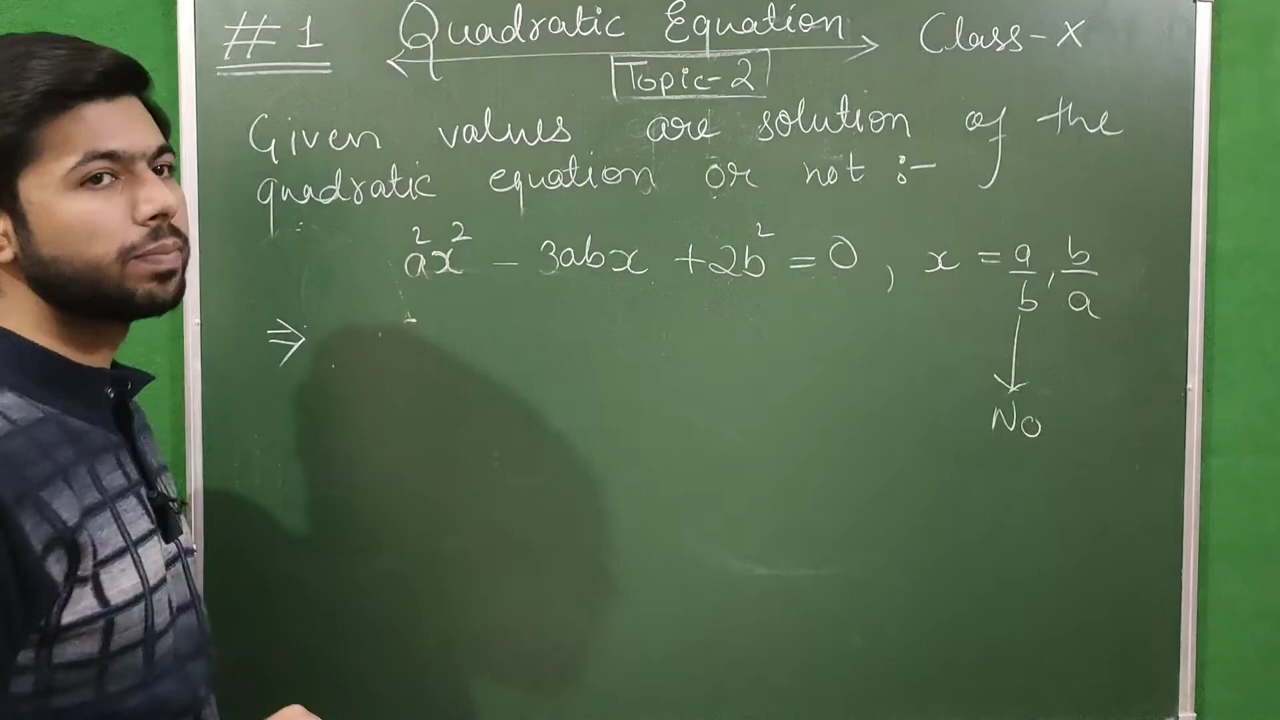 #1 Quadratic Equation Class-X
Topic-2
Given values are solution of the
quadratic equation or not :-
a²x² - 3abx + 2b² = 0, x = a/b, b/a
⇒
No